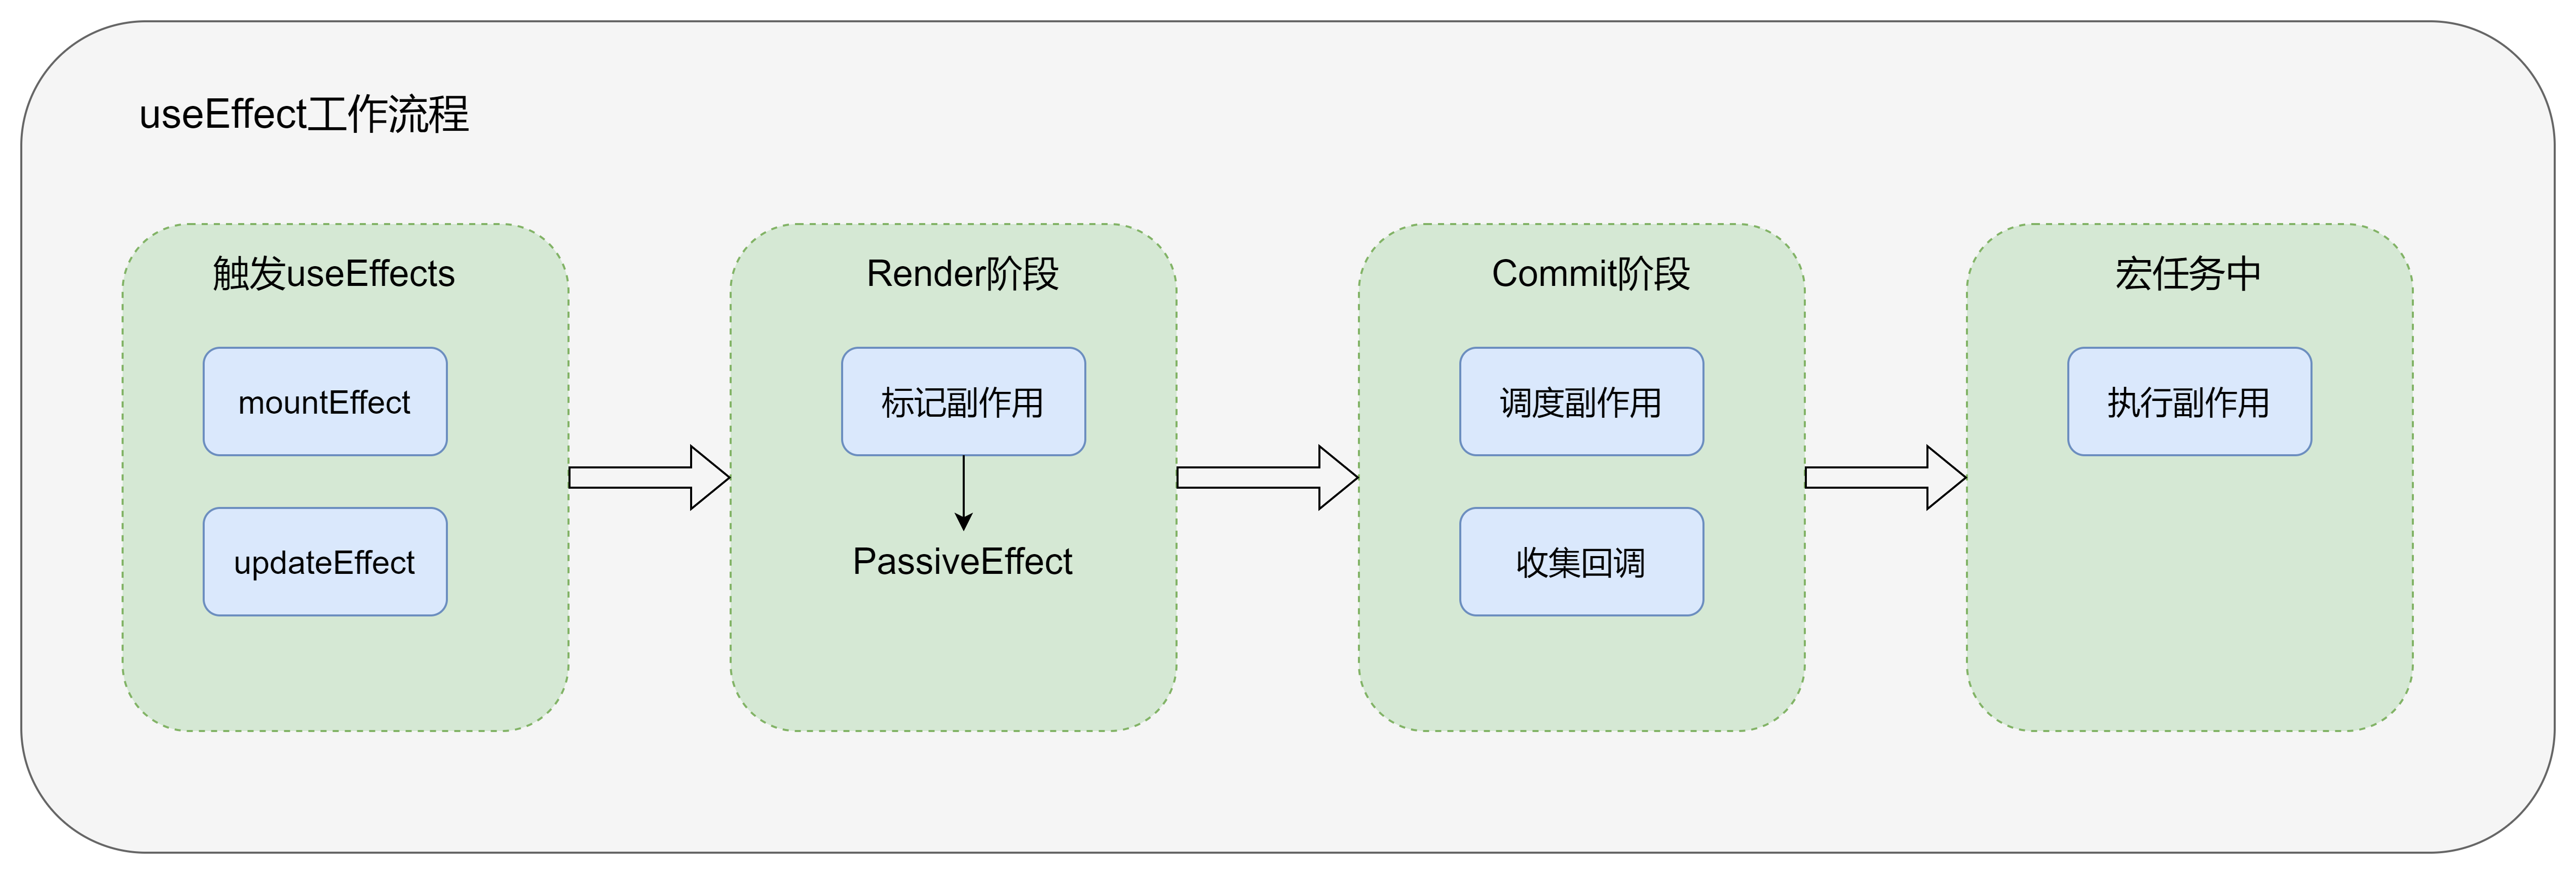 useEffect工作流程
触发useEffects
mountEffect
updateEffect
Render阶段
标记副作用
PassiveEffect
Commit阶段
调度副作用
收集回调
宏任务中
执行副作用